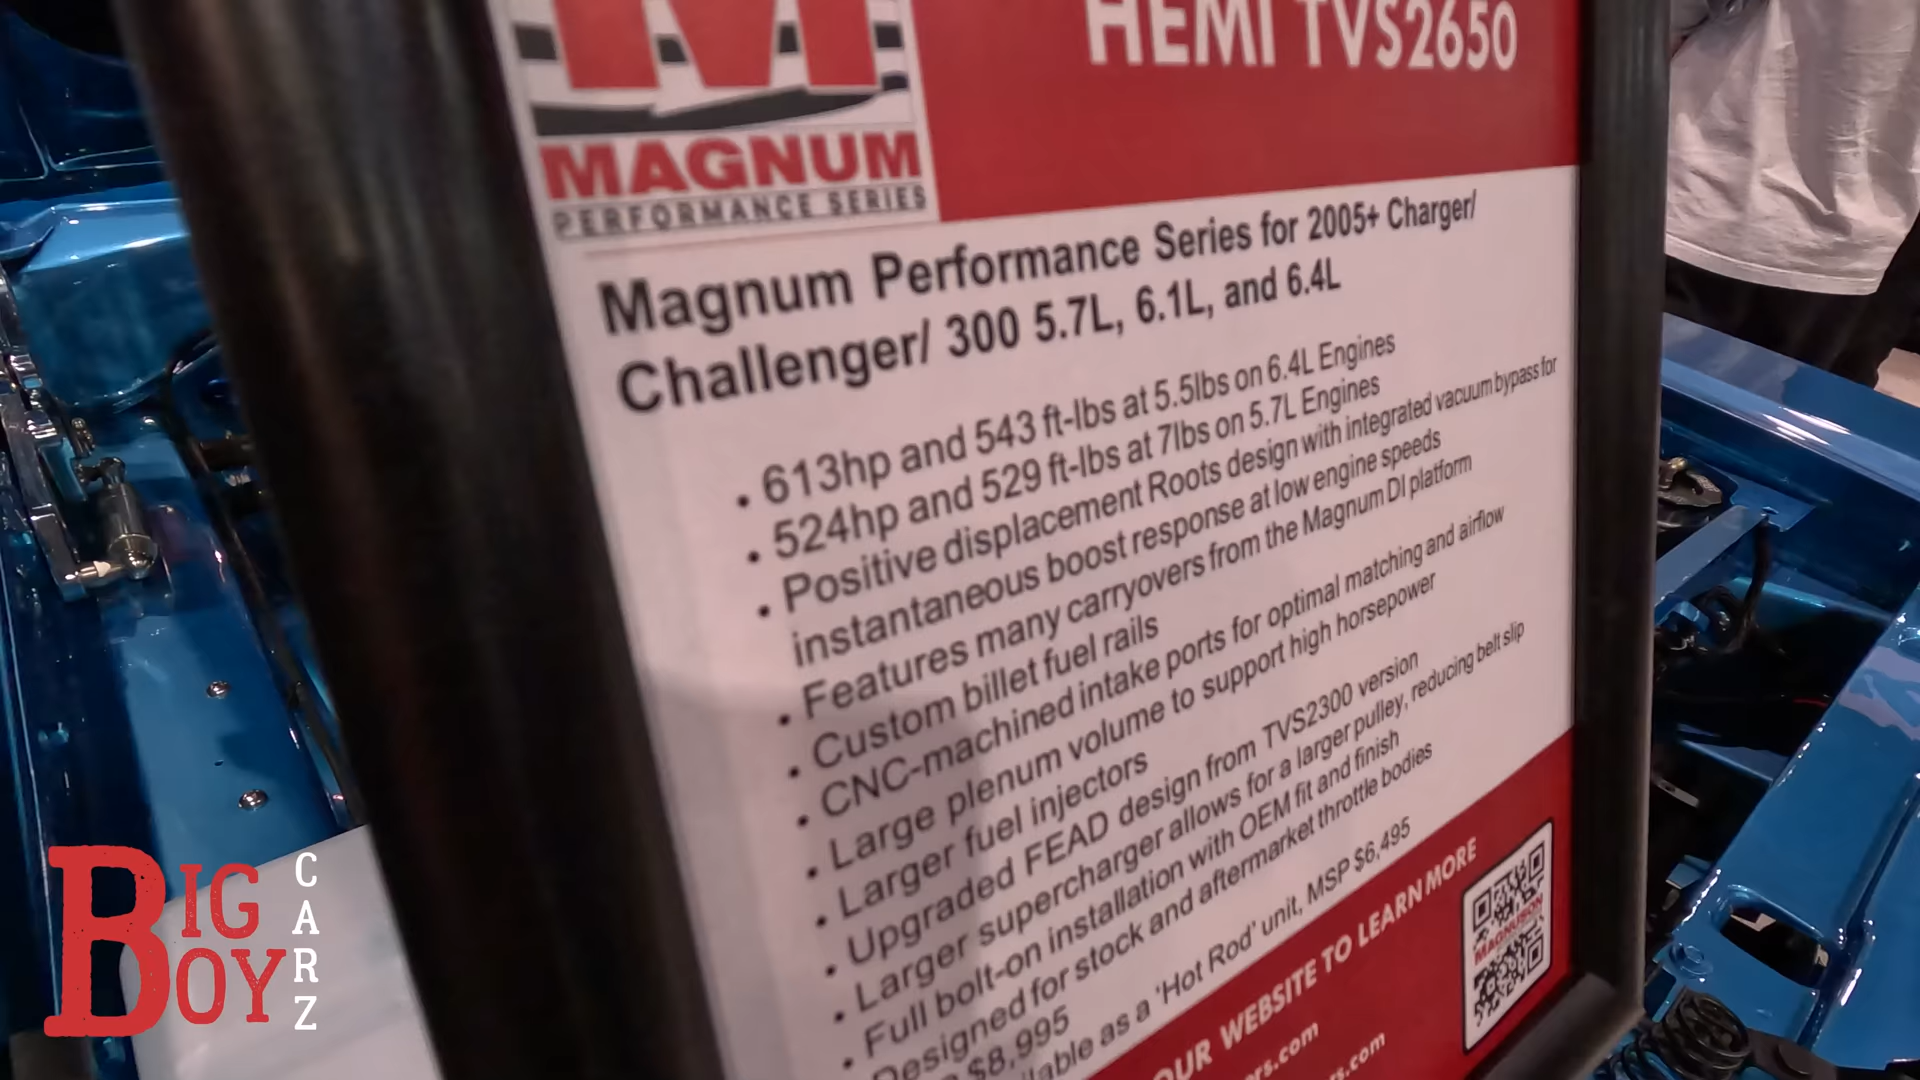 HEMI TVS2650
MAGNUM
PERFORMANCE SERIES
Magnum Performance Series for 2005+ Charger/
Challenger/ 300 5.7L, 6.1L, and 6.4L
• 613hp and 543 ft-lbs at 5.5lbs on 6.4L Engines
• 524hp and 529 ft-lbs at 7lbs on 5.7L Engines
• Positive displacement Roots design with integrated vacuum bypass for
instantaneous boost response at low engine speeds
• Features many carryovers from the Magnum DI platform
• Custom billet fuel rails
• CNC-machined intake ports for optimal matching and airflow
• Large plenum volume to support high horsepower
• Larger fuel injectors
• Upgraded FEAD design from TVS2300 version
• Larger supercharger allows for a larger pulley, reducing belt slip
• Full bolt-on installation with OEM fit and finish
Designed for stock and aftermarket throttle bodies
$8,995
lable as a 'Hot Rod' unit, MSP $6,495
OUR WEBSITE TO LEARN MORE
rs.com
rs.com
MAGNUSON
BIG
BOY
CARZ